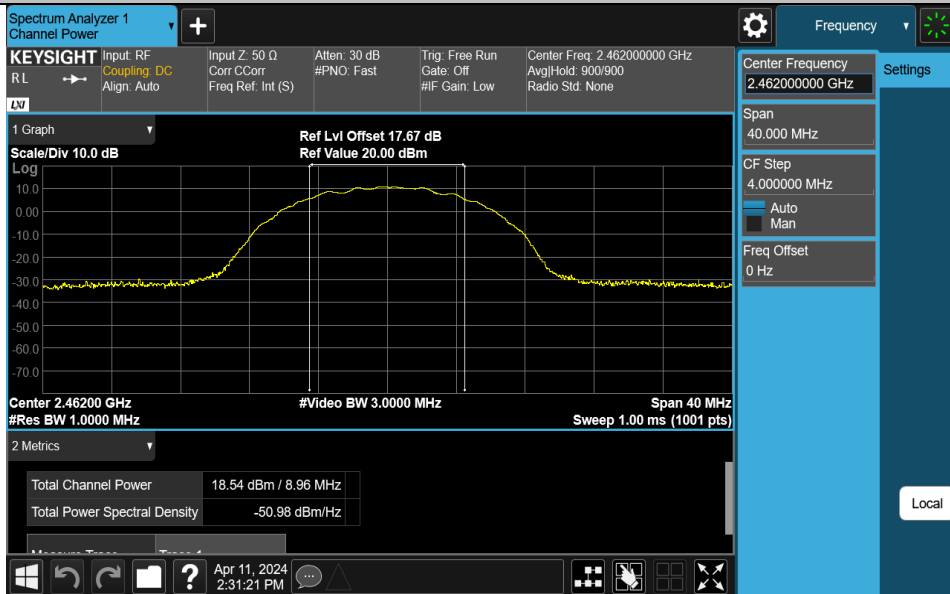 Spectrum Analyzer 1
Channel Power
Frequency
KEYSIGHT
R L
LXI
Input: RF
Coupling: DC
Align: Auto
Input Z: 50 Ω
Corr CCorr
Freq Ref: Int (S)
Atten: 30 dB
#PNO: Fast
Trig: Free Run
Gate: Off
#IF Gain: Low
Center Freq: 2.462000000 GHz
Avg|Hold: 900/900
Radio Std: None
Center Frequency
2.462000000 GHz
Settings
Span
40.000 MHz
CF Step
4.000000 MHz
Auto
Man
Freq Offset
0 Hz
1 Graph
Scale/Div 10.0 dB
Ref Lvl Offset 17.67 dB
Ref Value 20.00 dBm
Log
10.0
0.00
-10.0
-20.0
-30.0
-40.0
-50.0
-60.0
-70.0
Center 2.46200 GHz
#Video BW 3.0000 MHz
Span 40 MHz
#Res BW 1.0000 MHz
Sweep 1.00 ms (1001 pts)
2 Metrics
Total Channel Power 18.54 dBm / 8.96 MHz
Total Power Spectral Density -50.98 dBm/Hz
Measure Trace Trace 1
Local
Apr 11, 2024
2:31:21 PM